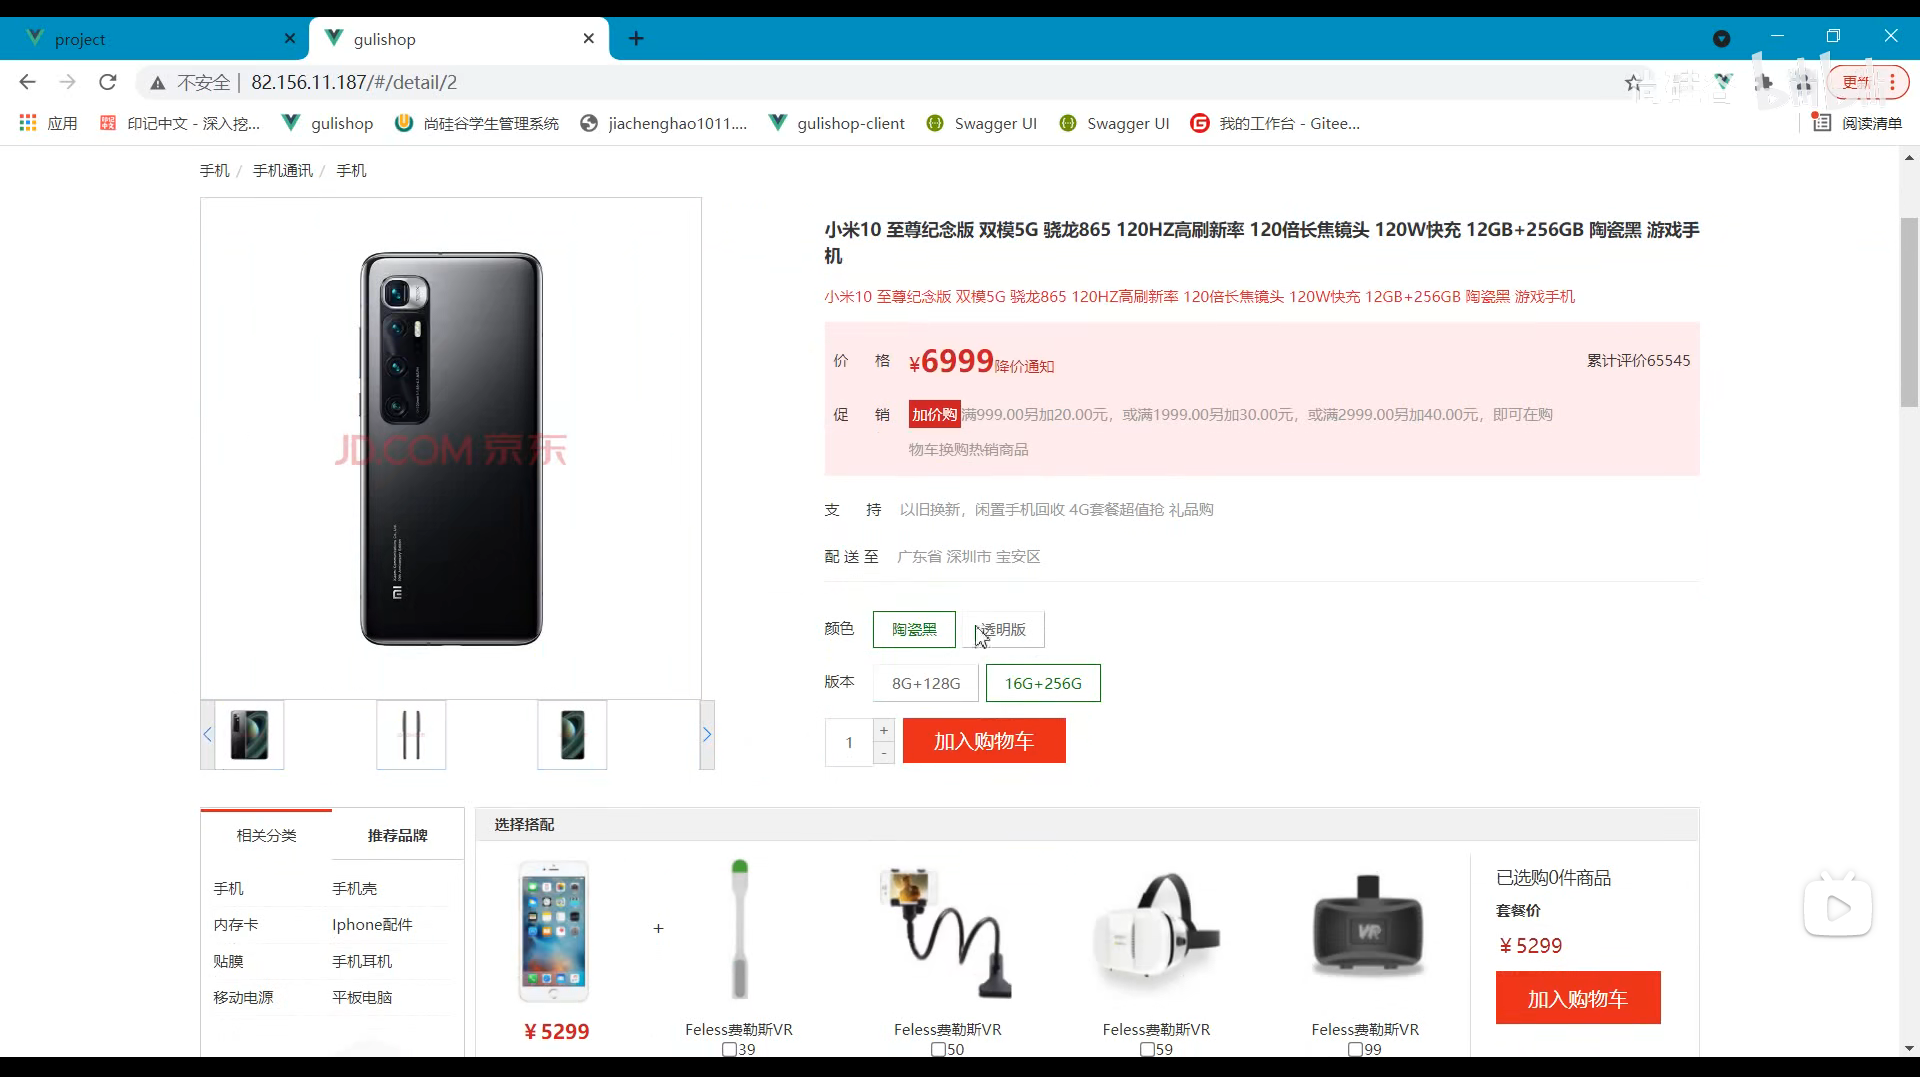 project
gulishop
不安全 | 82.156.11.187/#/detail/2
更新
应用 印记中文 - 深入挖... gulishop 尚硅谷学生管理系统 jiachenghao1011.... gulishop-client Swagger UI Swagger UI 我的工作台 - Gitee... 阅读清单
手机 / 手机通讯 / 手机
小米10 至尊纪念版 双模5G 骁龙865 120HZ高刷新率 120倍长焦镜头 120W快充 12GB+256GB 陶瓷黑 游戏手
机
小米10 至尊纪念版 双模5G 骁龙865 120HZ高刷新率 120倍长焦镜头 120W快充 12GB+256GB 陶瓷黑 游戏手机
价 格 ¥6999降价通知 累计评价65545
促 销 加价购满999.00另加20.00元，或满1999.00另加30.00元，或满2999.00另加40.00元，即可在购
物车换购热销商品
JD.COM 京东
支 持 以旧换新，闲置手机回收 4G套餐超值抢 礼品购
配 送 至 广东省 深圳市 宝安区
颜色 陶瓷黑 透明版
版本 8G+128G 16G+256G
1 + - 加入购物车
相关分类 推荐品牌
手机 手机壳
内存卡 Iphone配件
贴膜 手机耳机
移动电源 平板电脑
选择搭配
+
VR
¥5299
Feless费勒斯VR
39
Feless费勒斯VR
50
Feless费勒斯VR
59
Feless费勒斯VR
99
已选购0件商品
套餐价
¥5299
加入购物车